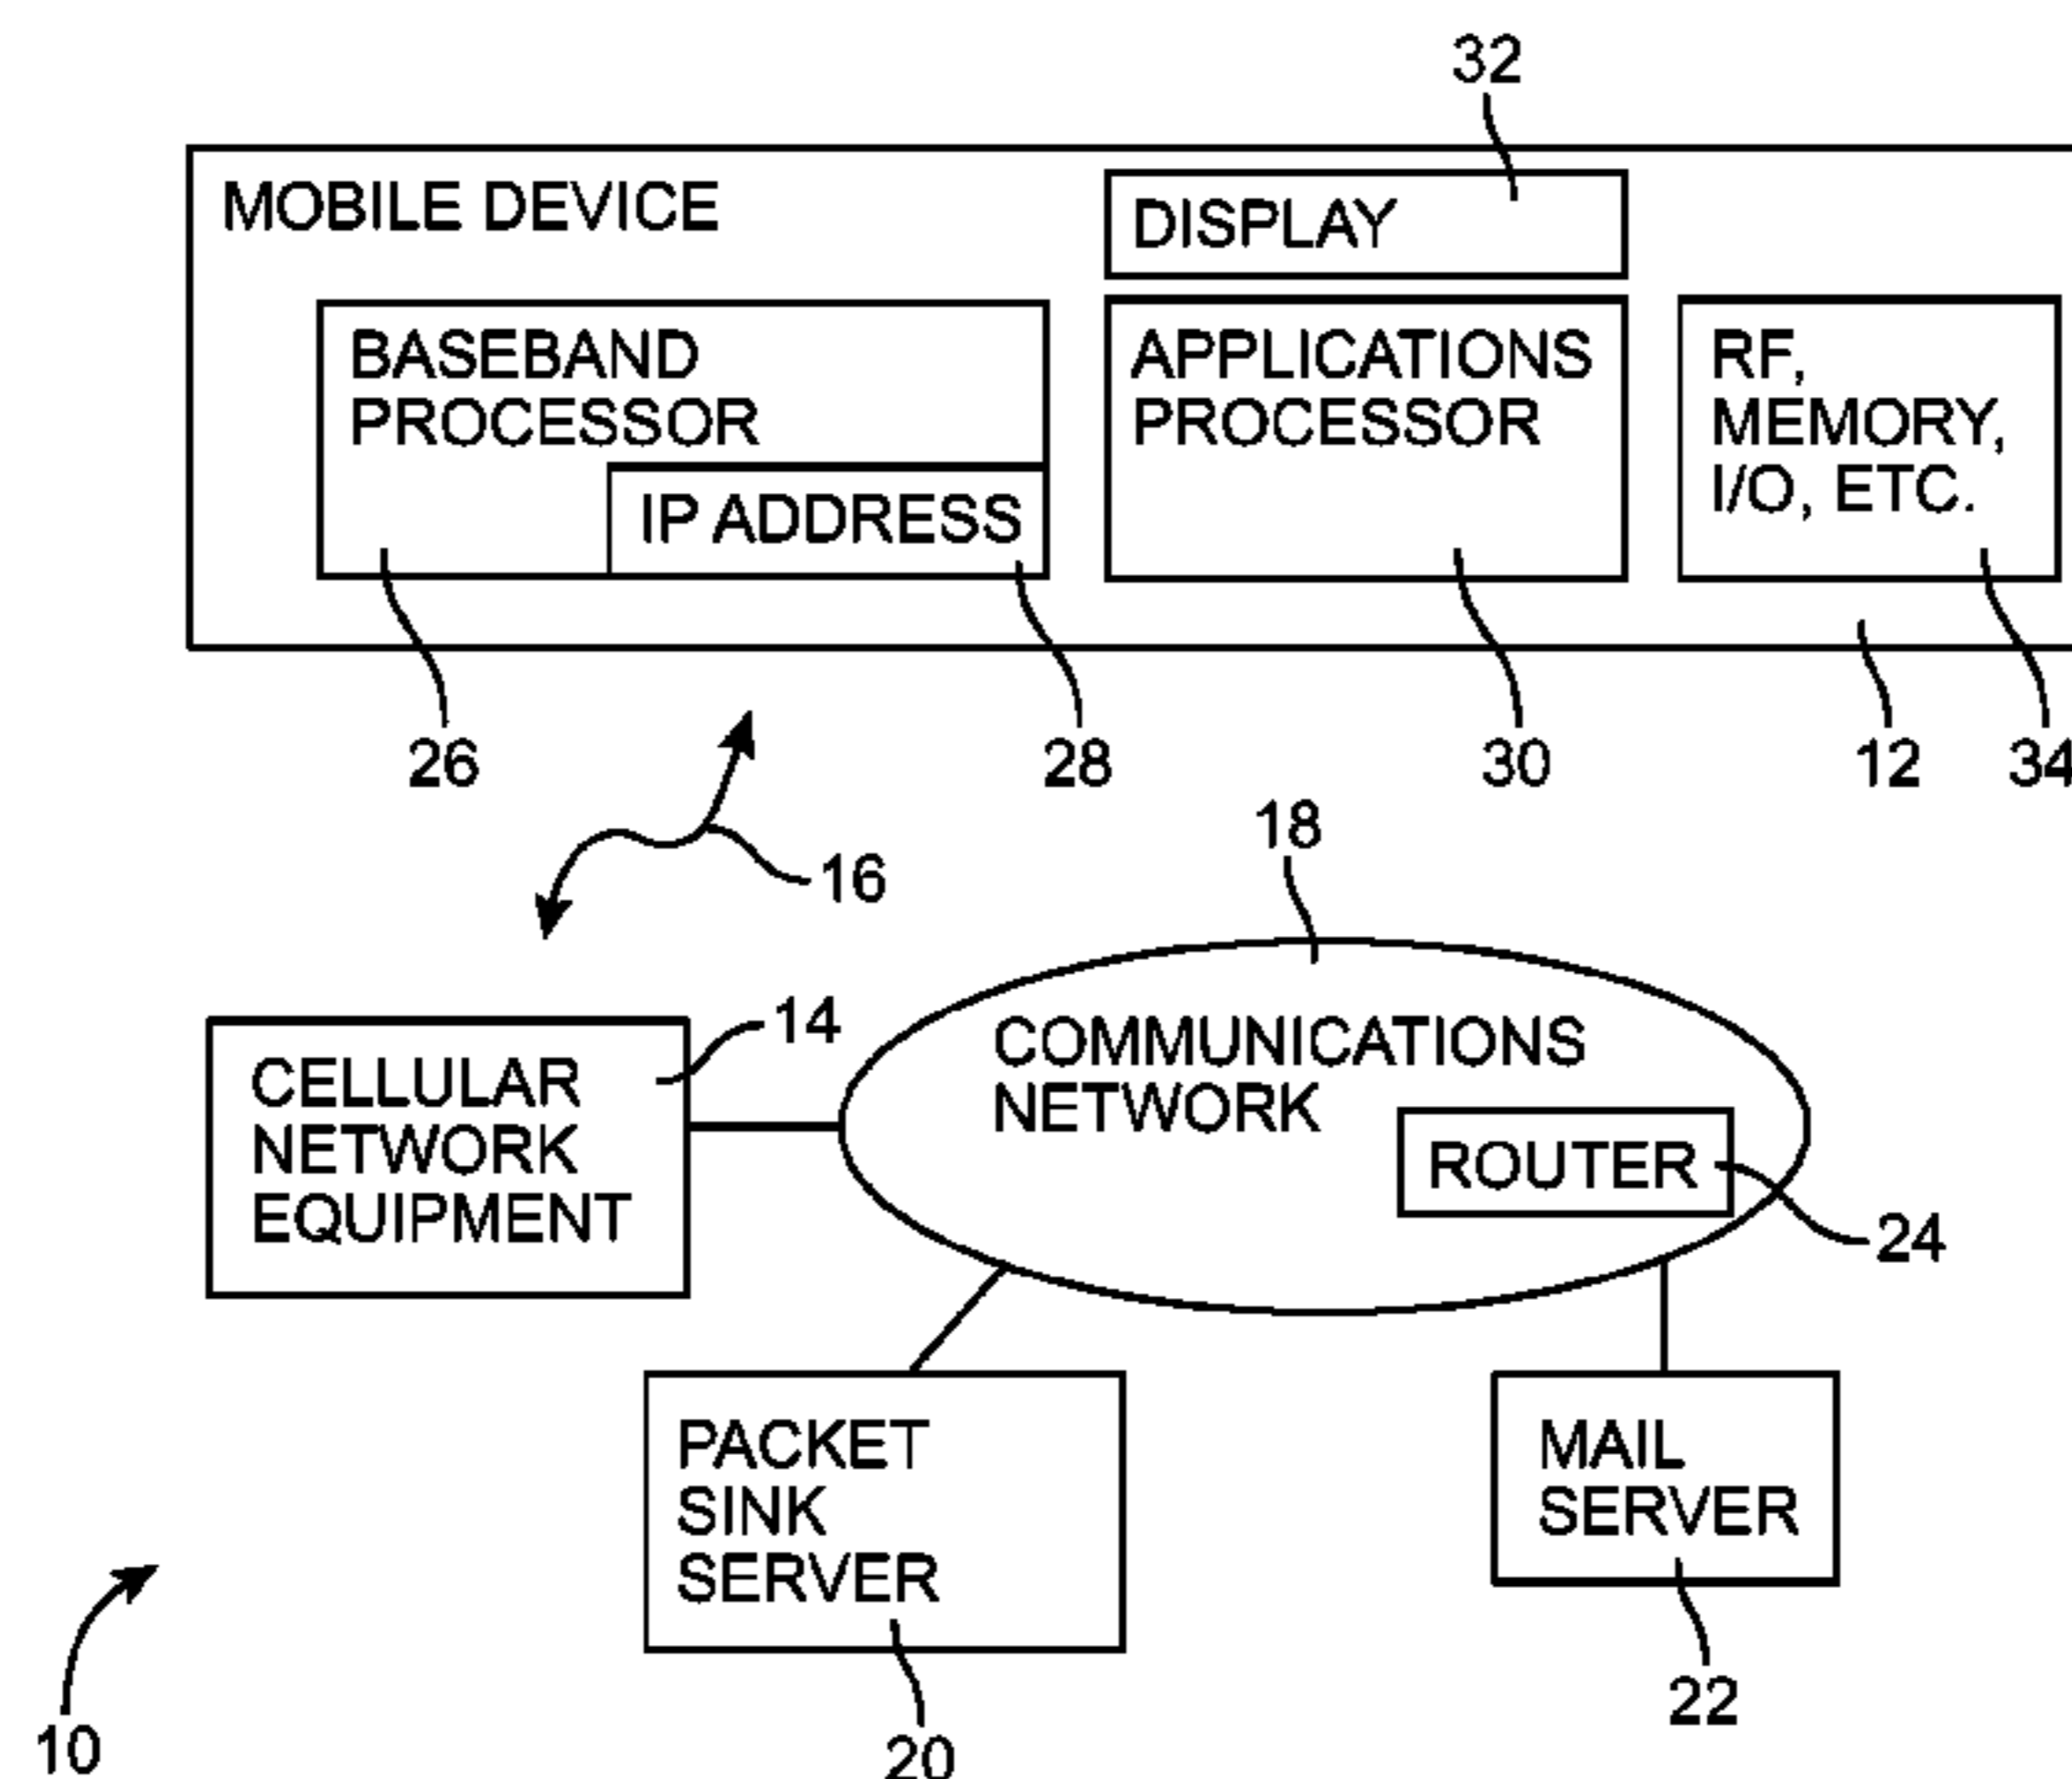 32
MOBILE DEVICE
DISPLAY
BASEBAND
PROCESSOR
IP ADDRESS
APPLICATIONS
PROCESSOR
RF,
MEMORY,
I/O, ETC.
26
28
30
12
34
16
18
14
CELLULAR
NETWORK
EQUIPMENT
COMMUNICATIONS
NETWORK
ROUTER
24
PACKET
SINK
SERVER
MAIL
SERVER
10
20
22